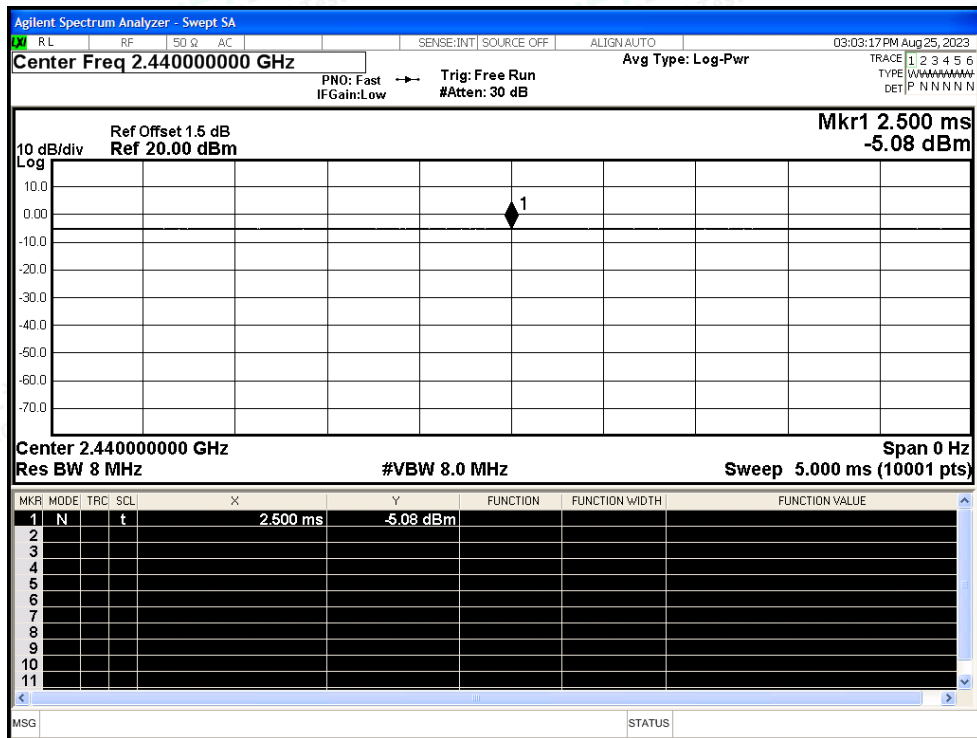 Agilent Spectrum Analyzer - Swept SA
LXI RL RF 50 Ω AC SENSE:INT SOURCE OFF ALIGN AUTO 03:03:17 PM Aug 25, 2023
Center Freq 2.440000000 GHz Avg Type: Log-Pwr TRACE 1 2 3 4 5 6
PNO: Fast Trig: Free Run TYPE WWWWWW
IFGain:Low #Atten: 30 dB DET P N N N N N
Mkr1 2.500 ms
Ref Offset 1.5 dB
10 dB/div Ref 20.00 dBm -5.08 dBm
Log
10.0
0.00
1
-10.0
-20.0
-30.0
-40.0
-50.0
-60.0
-70.0
Center 2.440000000 GHz Span 0 Hz
Res BW 8 MHz #VBW 8.0 MHz Sweep 5.000 ms (10001 pts)
MKR MODE TRC SCL X Y FUNCTION FUNCTION WIDTH FUNCTION VALUE
1 N t 2.500 ms -5.08 dBm
2
3
4
5
6
7
8
9
10
11
MSG STATUS